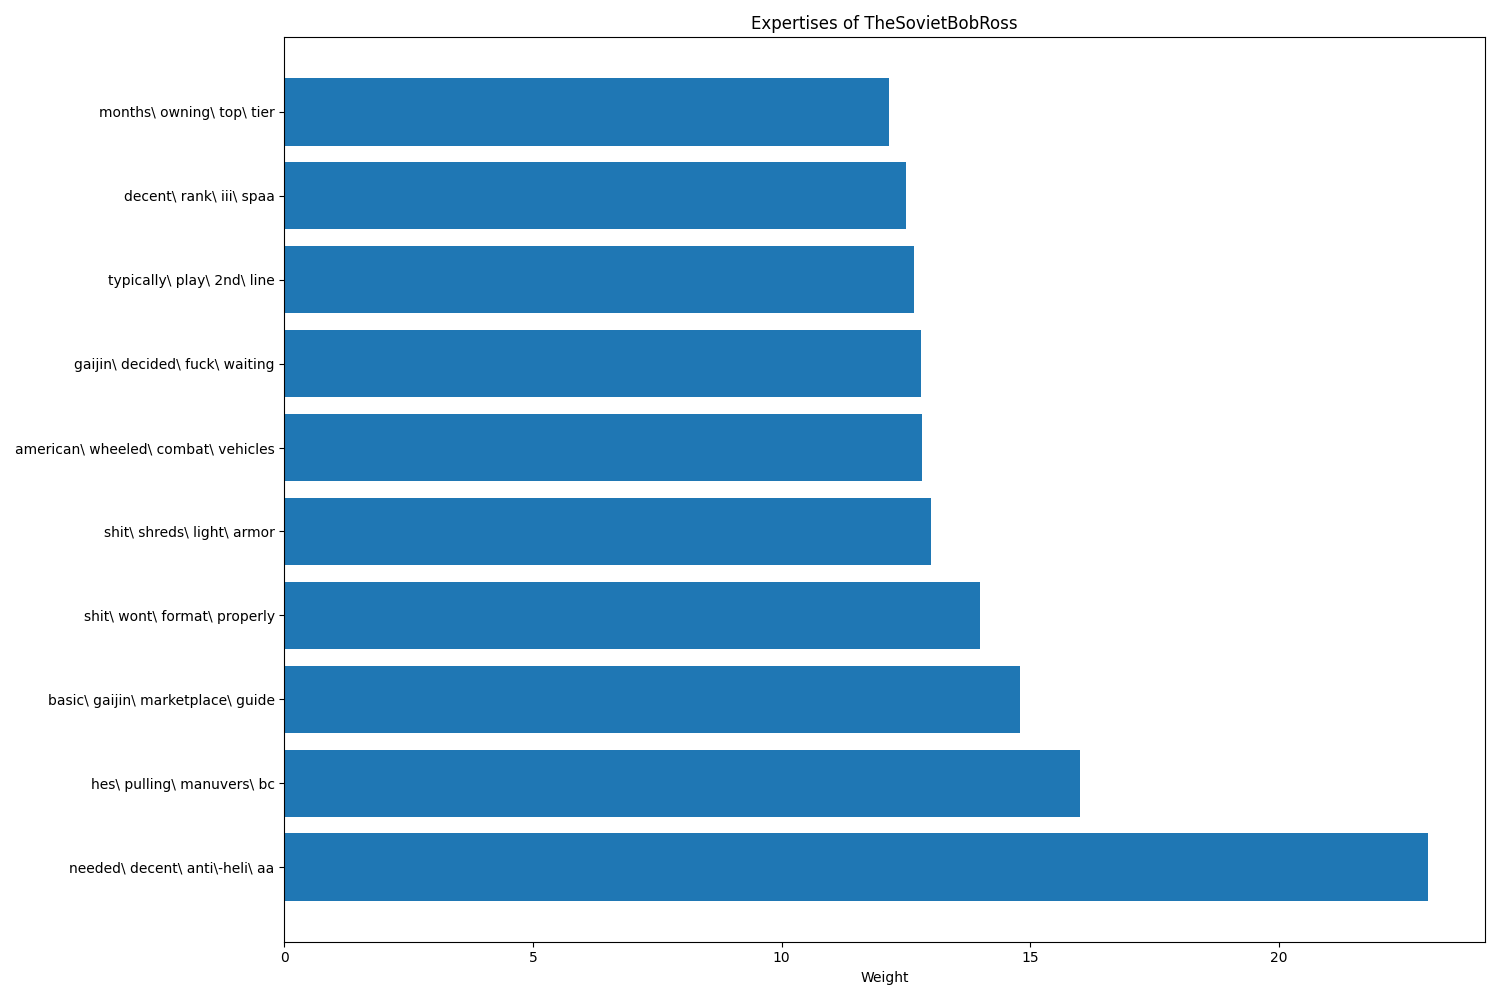 Expertises of TheSovietBobRoss
months\ owning\ top\ tier
decent\ rank\ iii\ spaa
typically\ play\ 2nd\ line
gaijin\ decided\ fuck\ waiting
american\ wheeled\ combat\ vehicles
shit\ shreds\ light\ armor
shit\ wont\ format\ properly
basic\ gaijin\ marketplace\ guide
hes\ pulling\ manuvers\ bc
needed\ decent\ anti\-heli\ aa
0 5 10 15 20
Weight